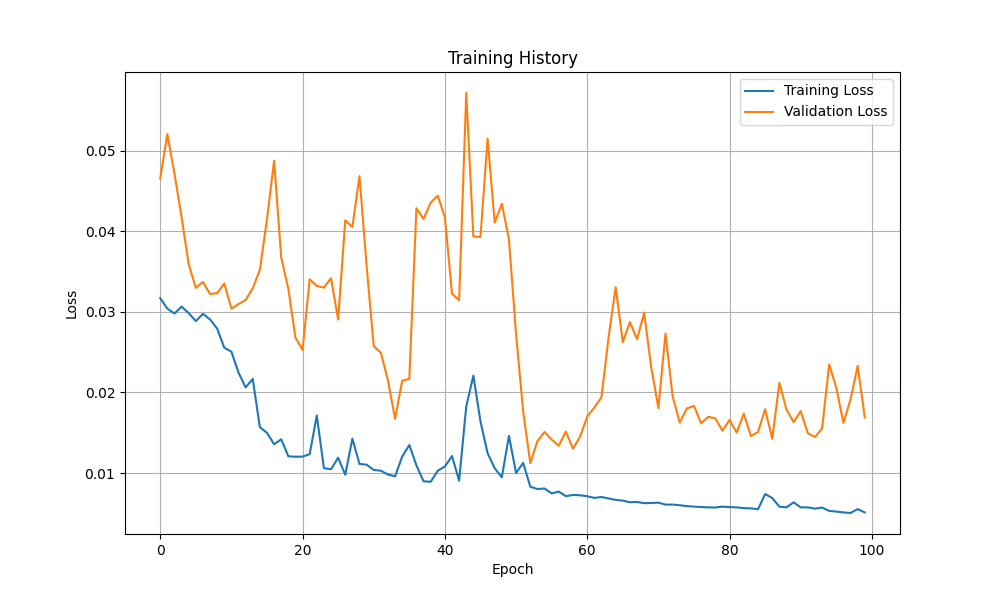 Training History
Training Loss
Validation Loss
0.05
0.04
0.03
0.02
0.01
Loss
0 20 40 60 80 100
Epoch